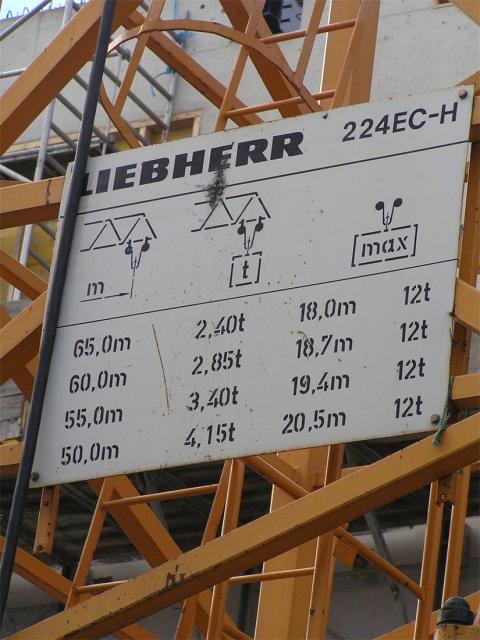 LIEBHERR 224EC-H
m [t] [max]
65,0m 2,40t 18,0m 12t
60,0m 2,85t 18,7m 12t
55,0m 3,40t 19,4m 12t
50,0m 4,15t 20,5m 12t